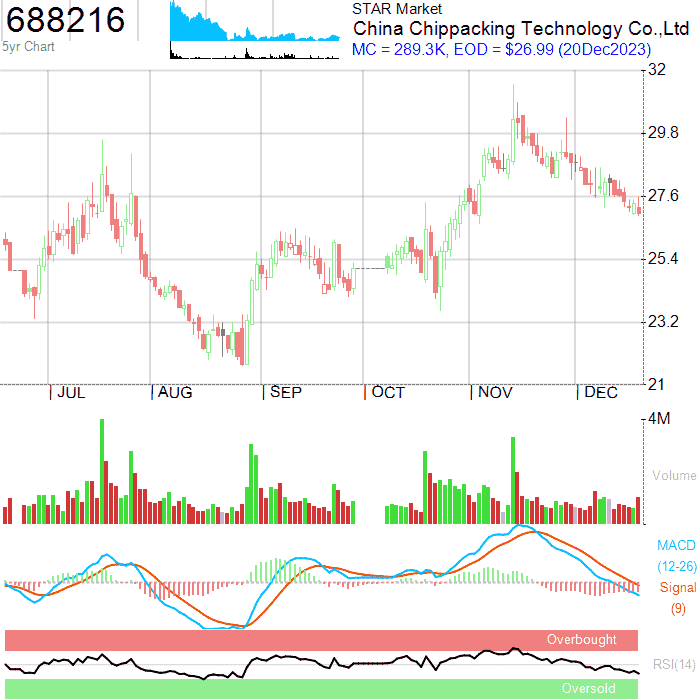 688216
5yr Chart
STAR Market
China Chippacking Technology Co.,Ltd
MC = 289.3K, EOD = $26.99 (20Dec2023)
32
29.8
27.6
25.4
23.2
21
JUL
AUG
SEP
OCT
NOV
DEC
4M
Volume
MACD
(12-26)
Signal
(9)
Overbought
RSI(14)
Oversold